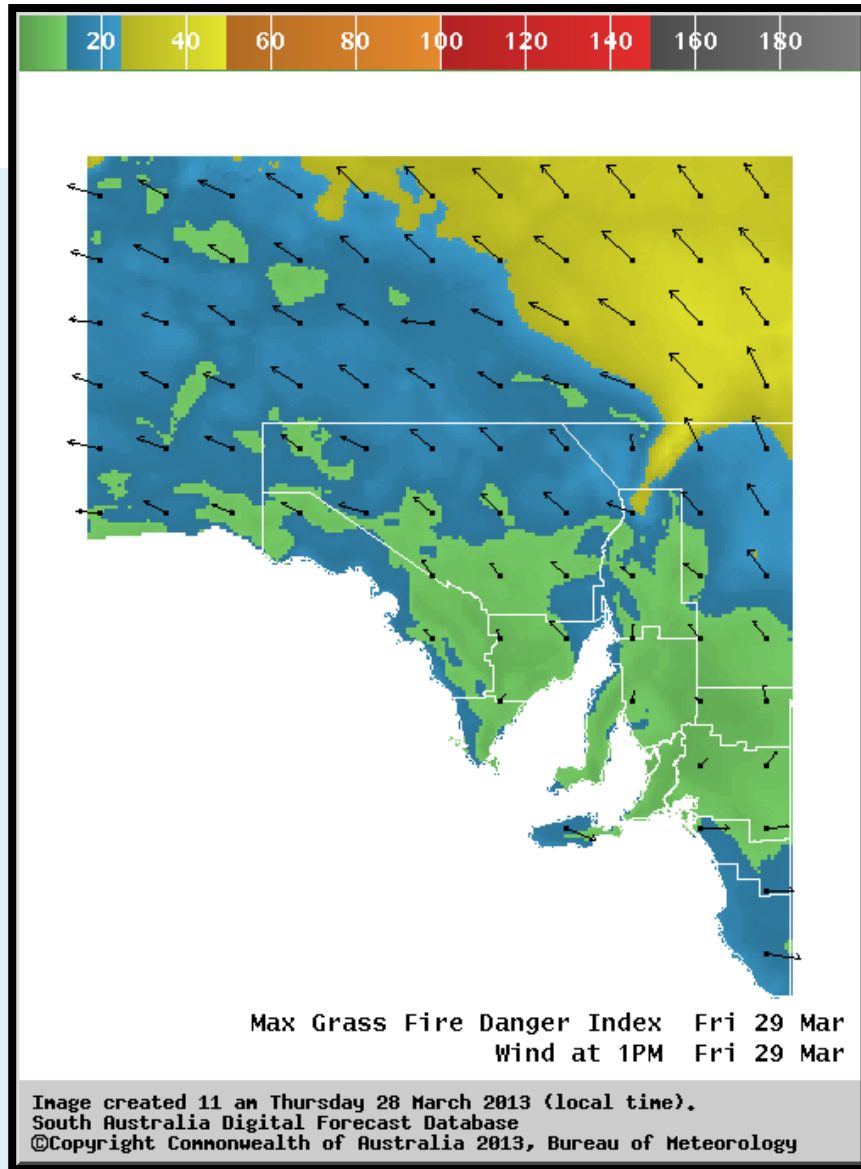 20 40 60 80 100 120 140 160 180
Max Grass Fire Danger Index Fri 29 Mar
Wind at 1PM Fri 29 Mar
Image created 11 am Thursday 28 March 2013 (local time).
South Australia Digital Forecast Database
©Copyright Commonwealth of Australia 2013, Bureau of Meteorology